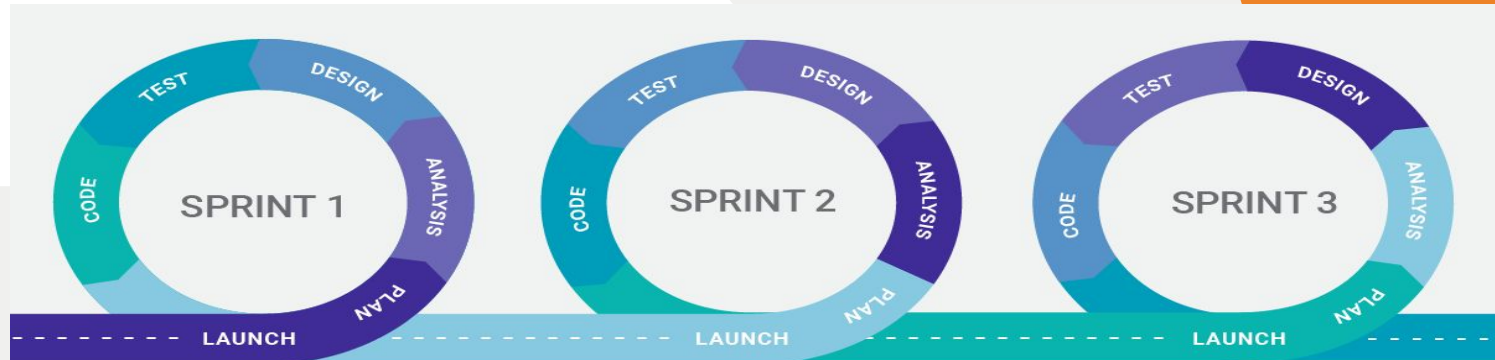 TEST
DESIGN
CODE
SPRINT 1
ANALYSIS
PLAN
LAUNCH
TEST
DESIGN
CODE
SPRINT 2
ANALYSIS
PLAN
LAUNCH
TEST
DESIGN
CODE
SPRINT 3
ANALYSIS
PLAN
LAUNCH